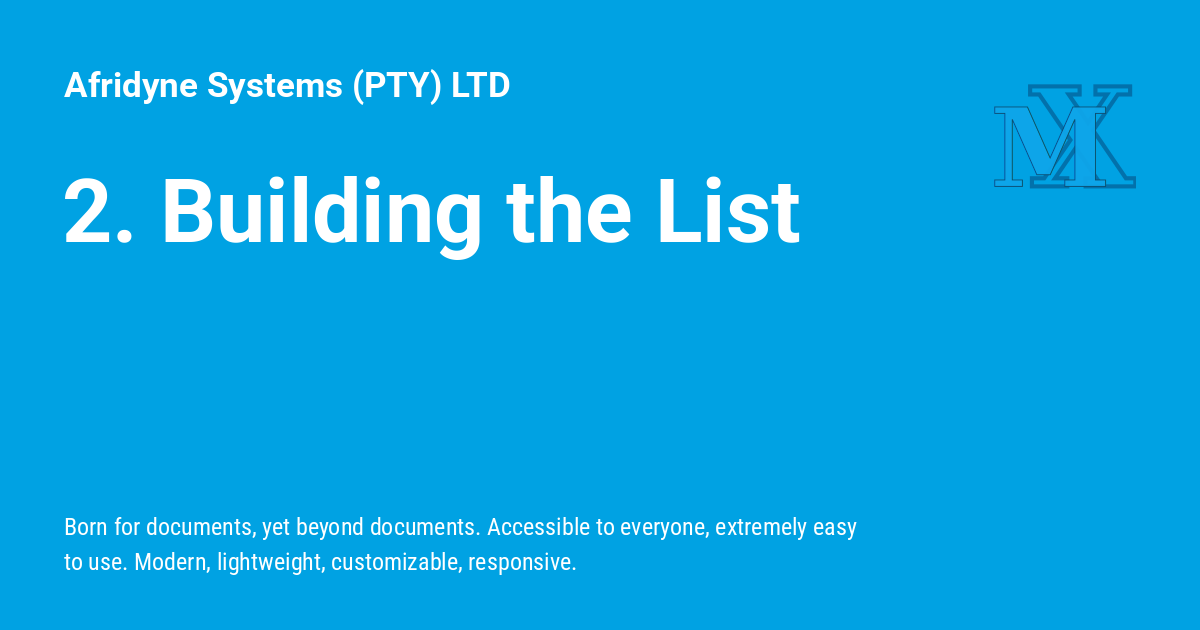 Afridyne Systems (PTY) LTD
MX
2. Building the List
Born for documents, yet beyond documents. Accessible to everyone, extremely easy
to use. Modern, lightweight, customizable, responsive.